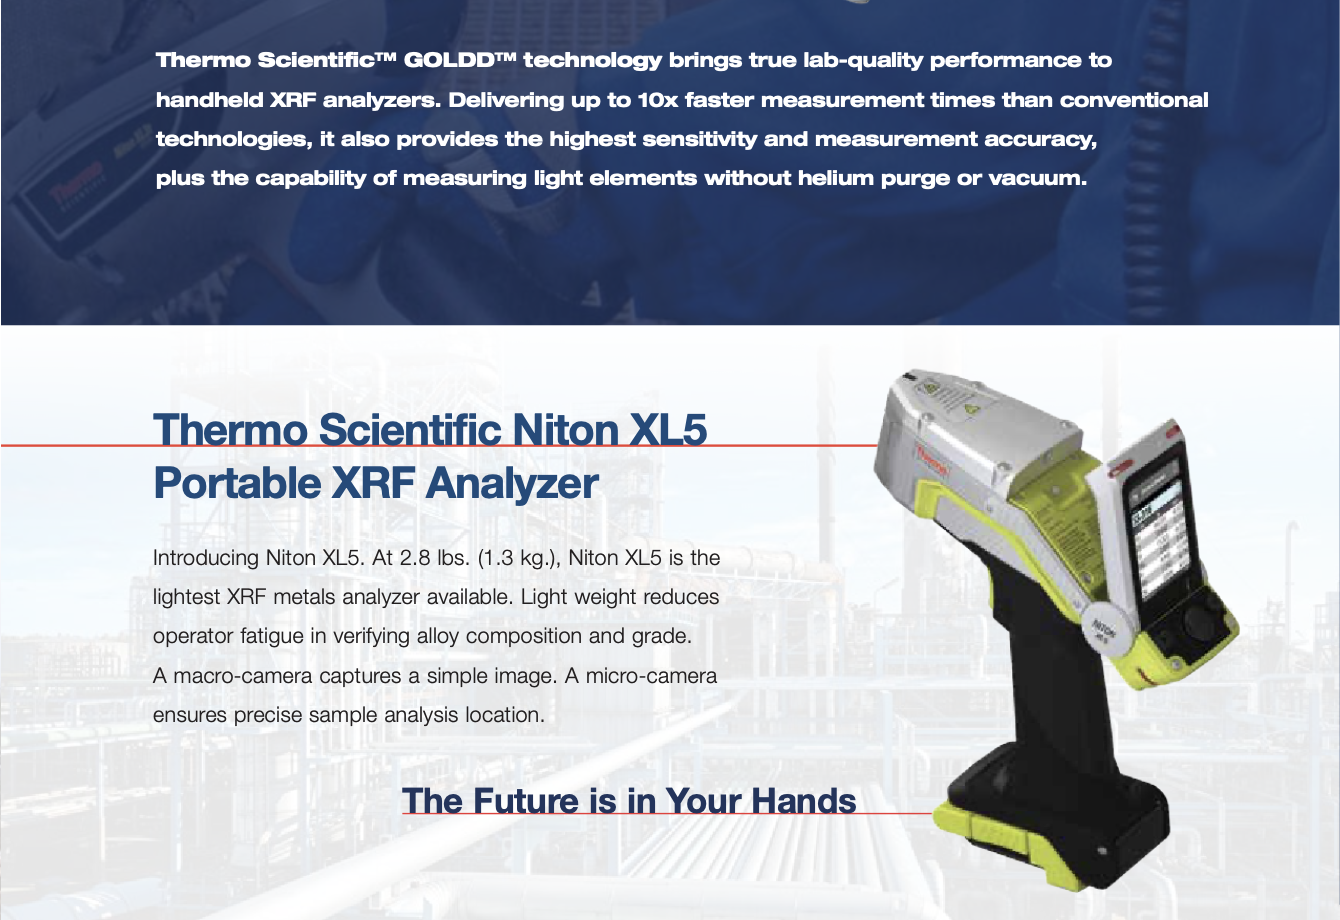 Thermo Scientific™ GOLDD™ technology brings true lab-quality performance to
handheld XRF analyzers. Delivering up to 10x faster measurement times than conventional
technologies, it also provides the highest sensitivity and measurement accuracy,
plus the capability of measuring light elements without helium purge or vacuum.
Thermo
SCIENTIFIC
Thermo Scientific Niton XL5
Portable XRF Analyzer
Introducing Niton XL5. At 2.8 lbs. (1.3 kg.), Niton XL5 is the
lightest XRF metals analyzer available. Light weight reduces
operator fatigue in verifying alloy composition and grade.
A macro-camera captures a simple image. A micro-camera
ensures precise sample analysis location.
Thermo
NITON
XL5
The Future is in Your Hands